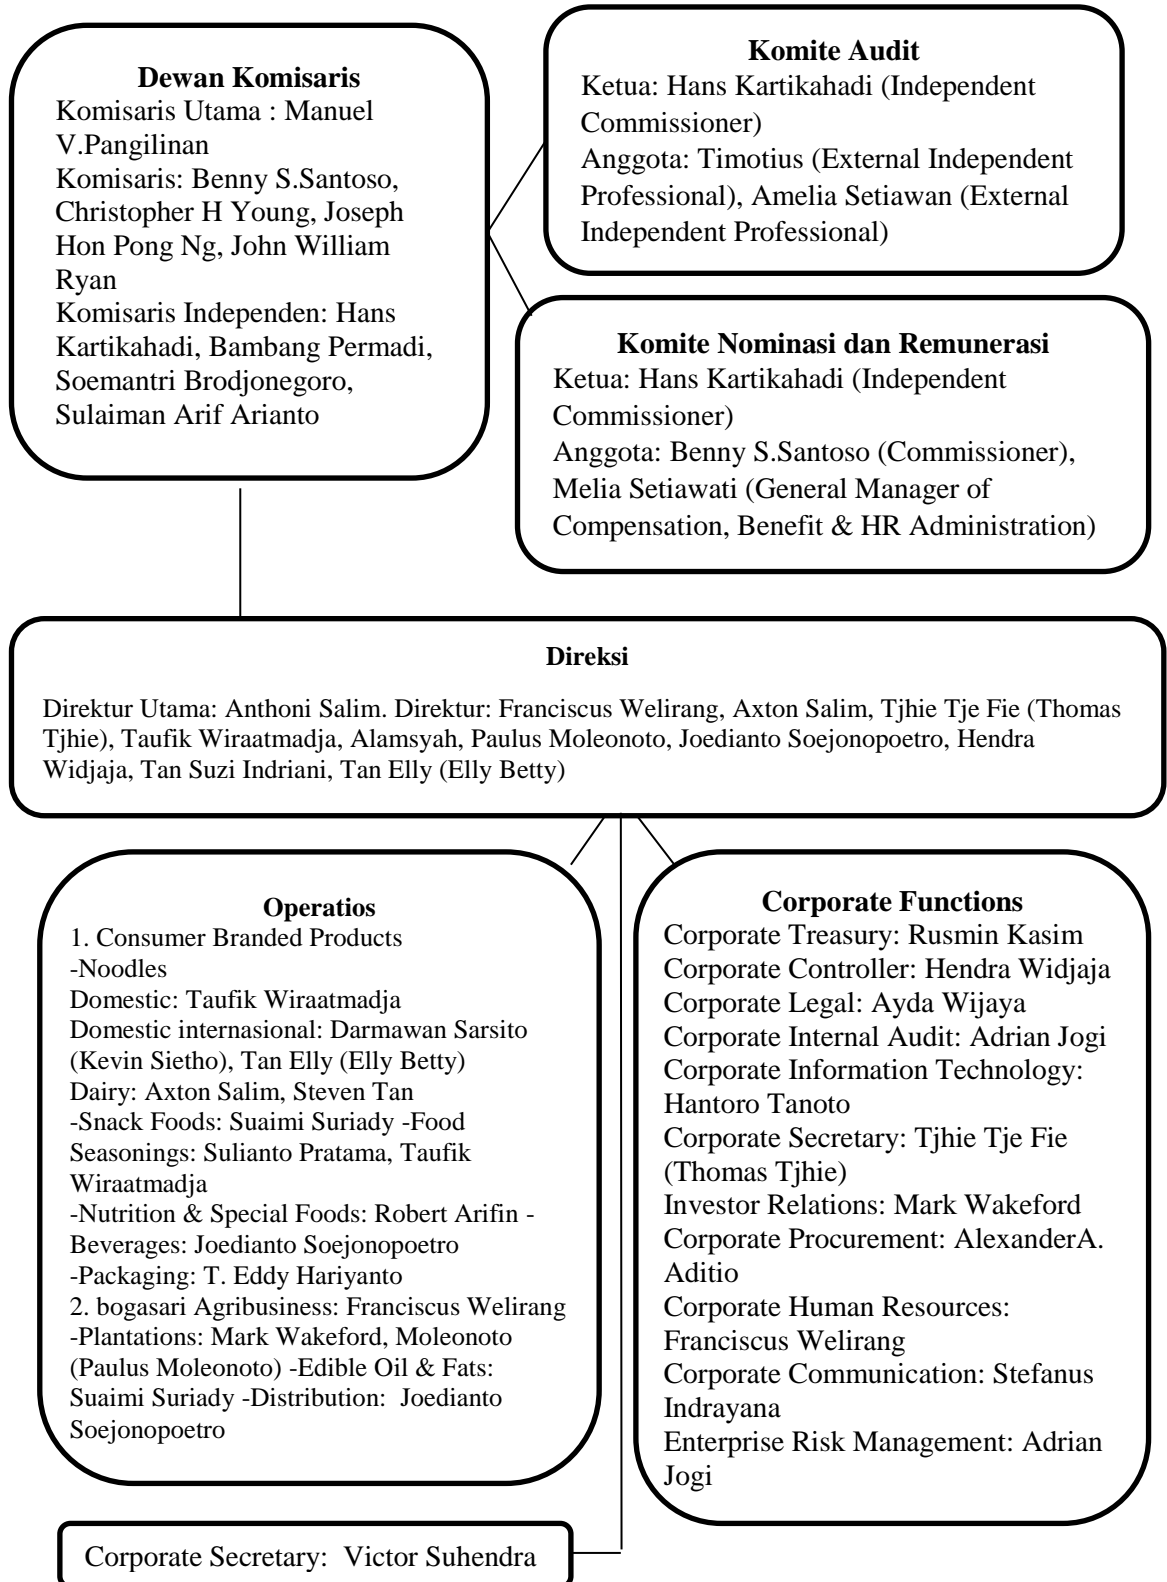 Dewan Komisaris
Komisaris Utama : Manuel
V.Pangilinan
Komisaris: Benny S.Santoso,
Christopher H Young, Joseph
Hon Pong Ng, John William
Ryan
Komisaris Independen: Hans
Kartikahadi, Bambang Permadi,
Soemantri Brodjonegoro,
Sulaiman Arif Arianto
Komite Audit
Ketua: Hans Kartikahadi (Independent
Commissioner)
Anggota: Timotius (External Independent
Professional), Amelia Setiawan (External
Independent Professional)
Komite Nominasi dan Remunerasi
Ketua: Hans Kartikahadi (Independent
Commissioner)
Anggota: Benny S.Santoso (Commissioner),
Melia Setiawati (General Manager of
Compensation, Benefit & HR Administration)
Direksi
Direktur Utama: Anthoni Salim. Direktur: Franciscus Welirang, Axton Salim, Tjhie Tje Fie (Thomas
Tjhie), Taufik Wiraatmadja, Alamsyah, Paulus Moleonoto, Joedianto Soejonopoetro, Hendra
Widjaja, Tan Suzi Indriani, Tan Elly (Elly Betty)
Operatios
1. Consumer Branded Products
-Noodles
Domestic: Taufik Wiraatmadja
Domestic internasional: Darmawan Sarsito
(Kevin Sietho), Tan Elly (Elly Betty)
Dairy: Axton Salim, Steven Tan
-Snack Foods: Suaimi Suriady -Food
Seasonings: Sulianto Pratama, Taufik
Wiraatmadja
-Nutrition & Special Foods: Robert Arifin -
Beverages: Joedianto Soejonopoetro
-Packaging: T. Eddy Hariyanto
2. bogasari Agribusiness: Franciscus Welirang
-Plantations: Mark Wakeford, Moleonoto
(Paulus Moleonoto) -Edible Oil & Fats:
Suaimi Suriady -Distribution: Joedianto
Soejonopoetro
Corporate Functions
Corporate Treasury: Rusmin Kasim
Corporate Controller: Hendra Widjaja
Corporate Legal: Ayda Wijaya
Corporate Internal Audit: Adrian Jogi
Corporate Information Technology:
Hantoro Tanoto
Corporate Secretary: Tjhie Tje Fie
(Thomas Tjhie)
Investor Relations: Mark Wakeford
Corporate Procurement: AlexanderA.
Aditio
Corporate Human Resources:
Franciscus Welirang
Corporate Communication: Stefanus
Indrayana
Enterprise Risk Management: Adrian
Jogi
Corporate Secretary: Victor Suhendra